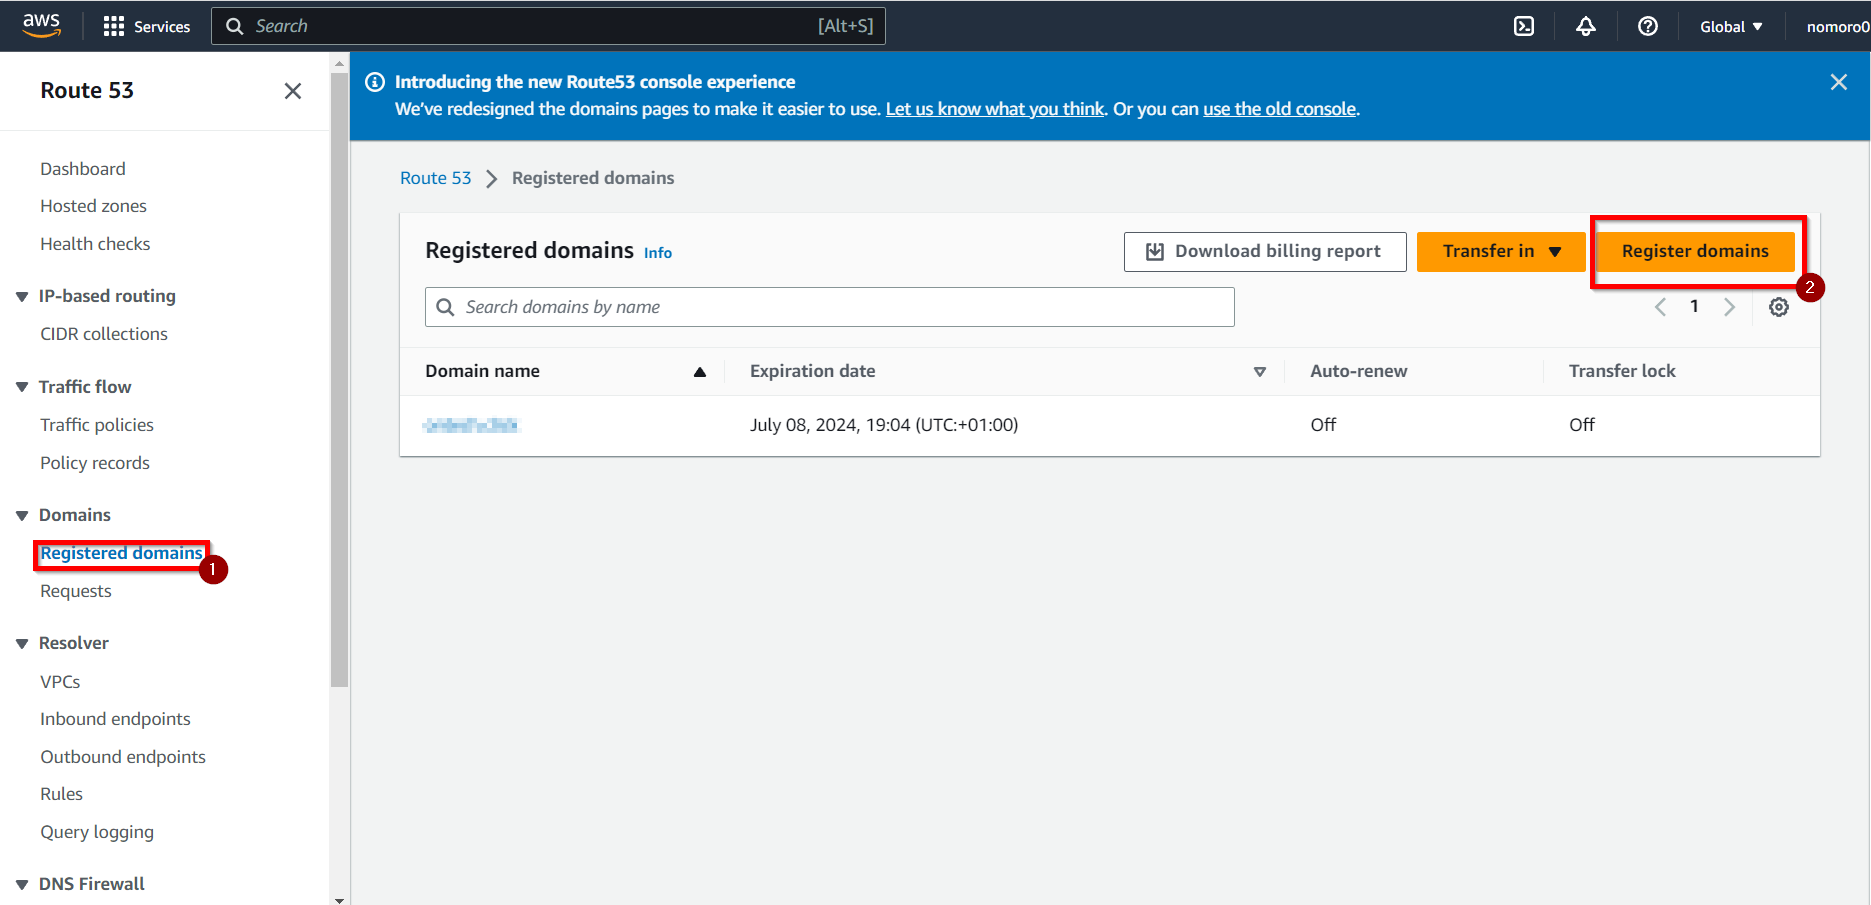 aws
Services
Search
[Alt+S]
Global
nomoro0
Route 53
Dashboard
Hosted zones
Health checks
IP-based routing
CIDR collections
Traffic flow
Traffic policies
Policy records
Domains
Registered domains
1
Requests
Resolver
VPCs
Inbound endpoints
Outbound endpoints
Rules
Query logging
DNS Firewall
Introducing the new Route53 console experience
We've redesigned the domains pages to make it easier to use. Let us know what you think. Or you can use the old console.
Route 53 > Registered domains
Registered domains Info
Download billing report
Transfer in
Register domains
2
Search domains by name
1
Domain name
Expiration date
Auto-renew
Transfer lock
July 08, 2024, 19:04 (UTC:+01:00)
Off
Off